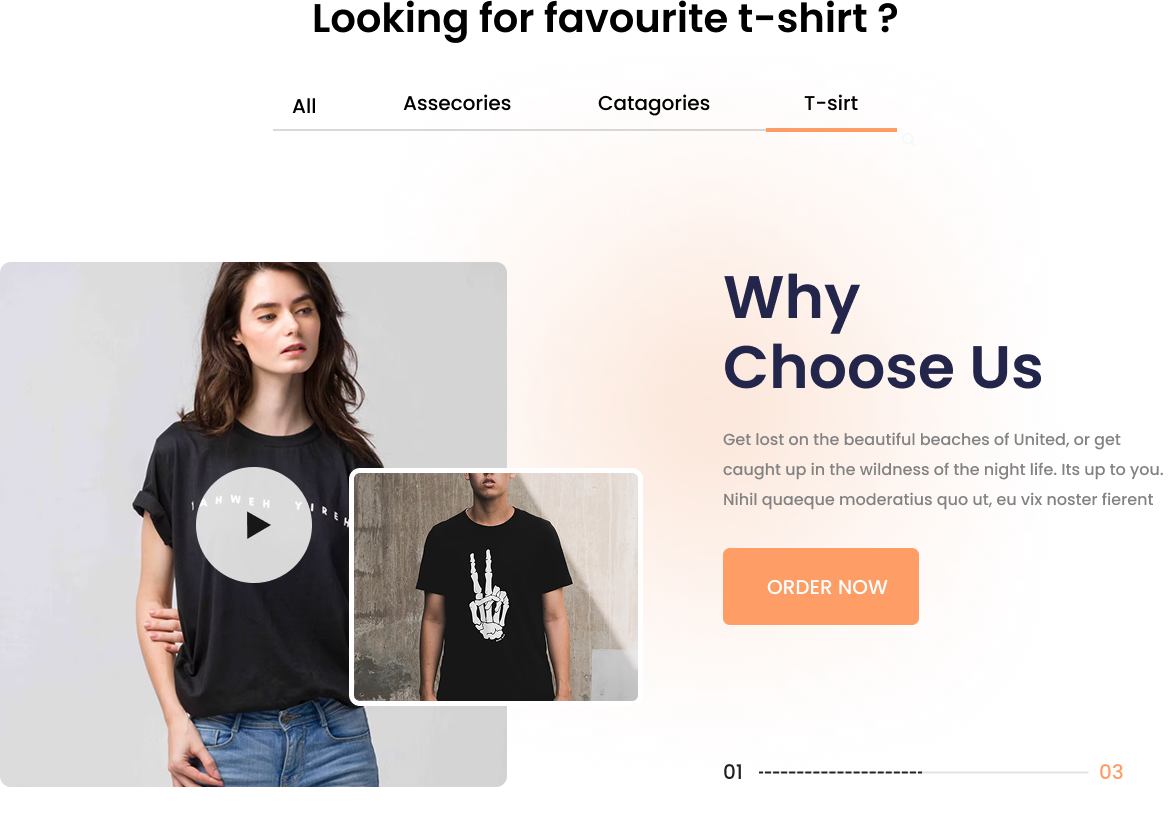 Looking for favourite t-shirt ?
All Assecories Catagories T-sirt
Why
Choose Us
Get lost on the beautiful beaches of United, or get
caught up in the wildness of the night life. Its up to you.
Nihil quaeque moderatius quo ut, eu vix noster fierent
AHWEH YIREH
ORDER NOW
01 03